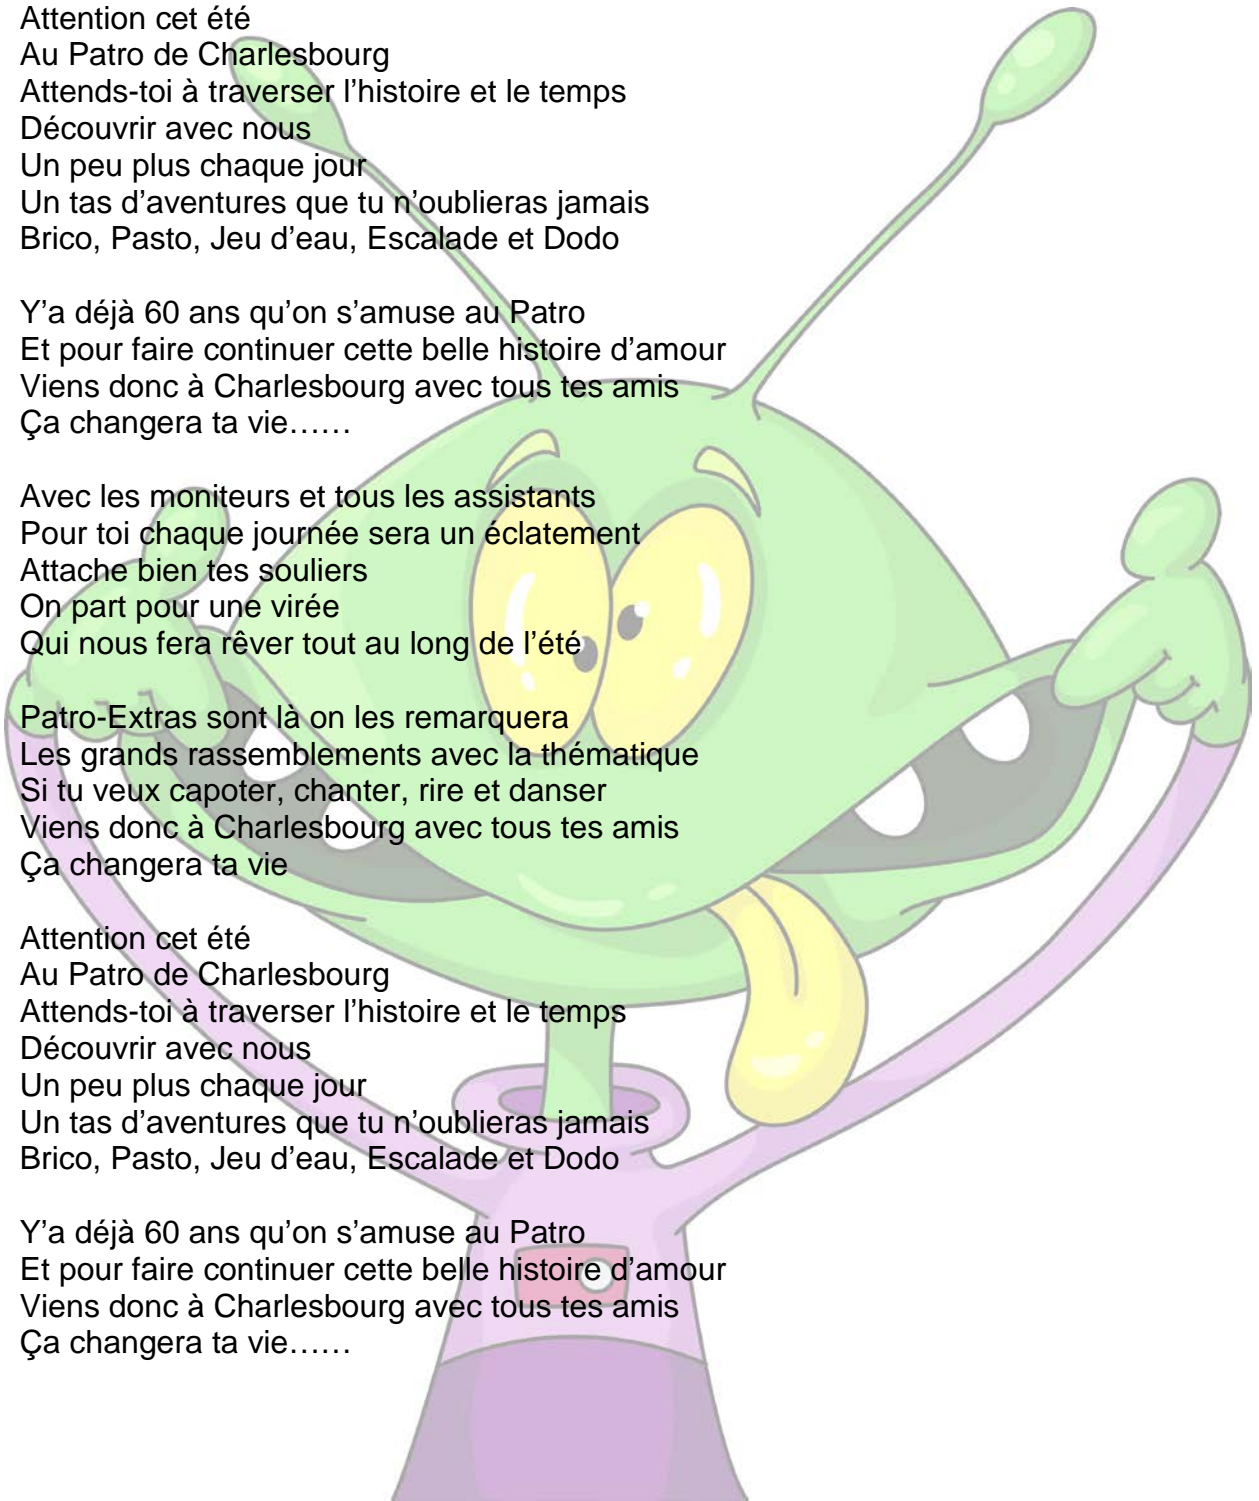 Attention cet été
Au Patro de Charlesbourg
Attends-toi à traverser l’histoire et le temps
Découvrir avec nous
Un peu plus chaque jour
Un tas d’aventures que tu n’oublieras jamais
Brico, Pasto, Jeu d’eau, Escalade et Dodo

Y’a déjà 60 ans qu’on s’amuse au Patro
Et pour faire continuer cette belle histoire d’amour
Viens donc à Charlesbourg avec tous tes amis
Ça changera ta vie……

Avec les moniteurs et tous les assistants
Pour toi chaque journée sera un éclatement
Attache bien tes souliers
On part pour une virée
Qui nous fera rêver tout au long de l’été

Patro-Extras sont là on les remarquera
Les grands rassemblements avec la thématique
Si tu veux capoter, chanter, rire et danser
Viens donc à Charlesbourg avec tous tes amis
Ça changera ta vie

Attention cet été
Au Patro de Charlesbourg
Attends-toi à traverser l’histoire et le temps
Découvrir avec nous
Un peu plus chaque jour
Un tas d’aventures que tu n’oublieras jamais
Brico, Pasto, Jeu d’eau, Escalade et Dodo

Y’a déjà 60 ans qu’on s’amuse au Patro
Et pour faire continuer cette belle histoire d’amour
Viens donc à Charlesbourg avec tous tes amis
Ça changera ta vie……